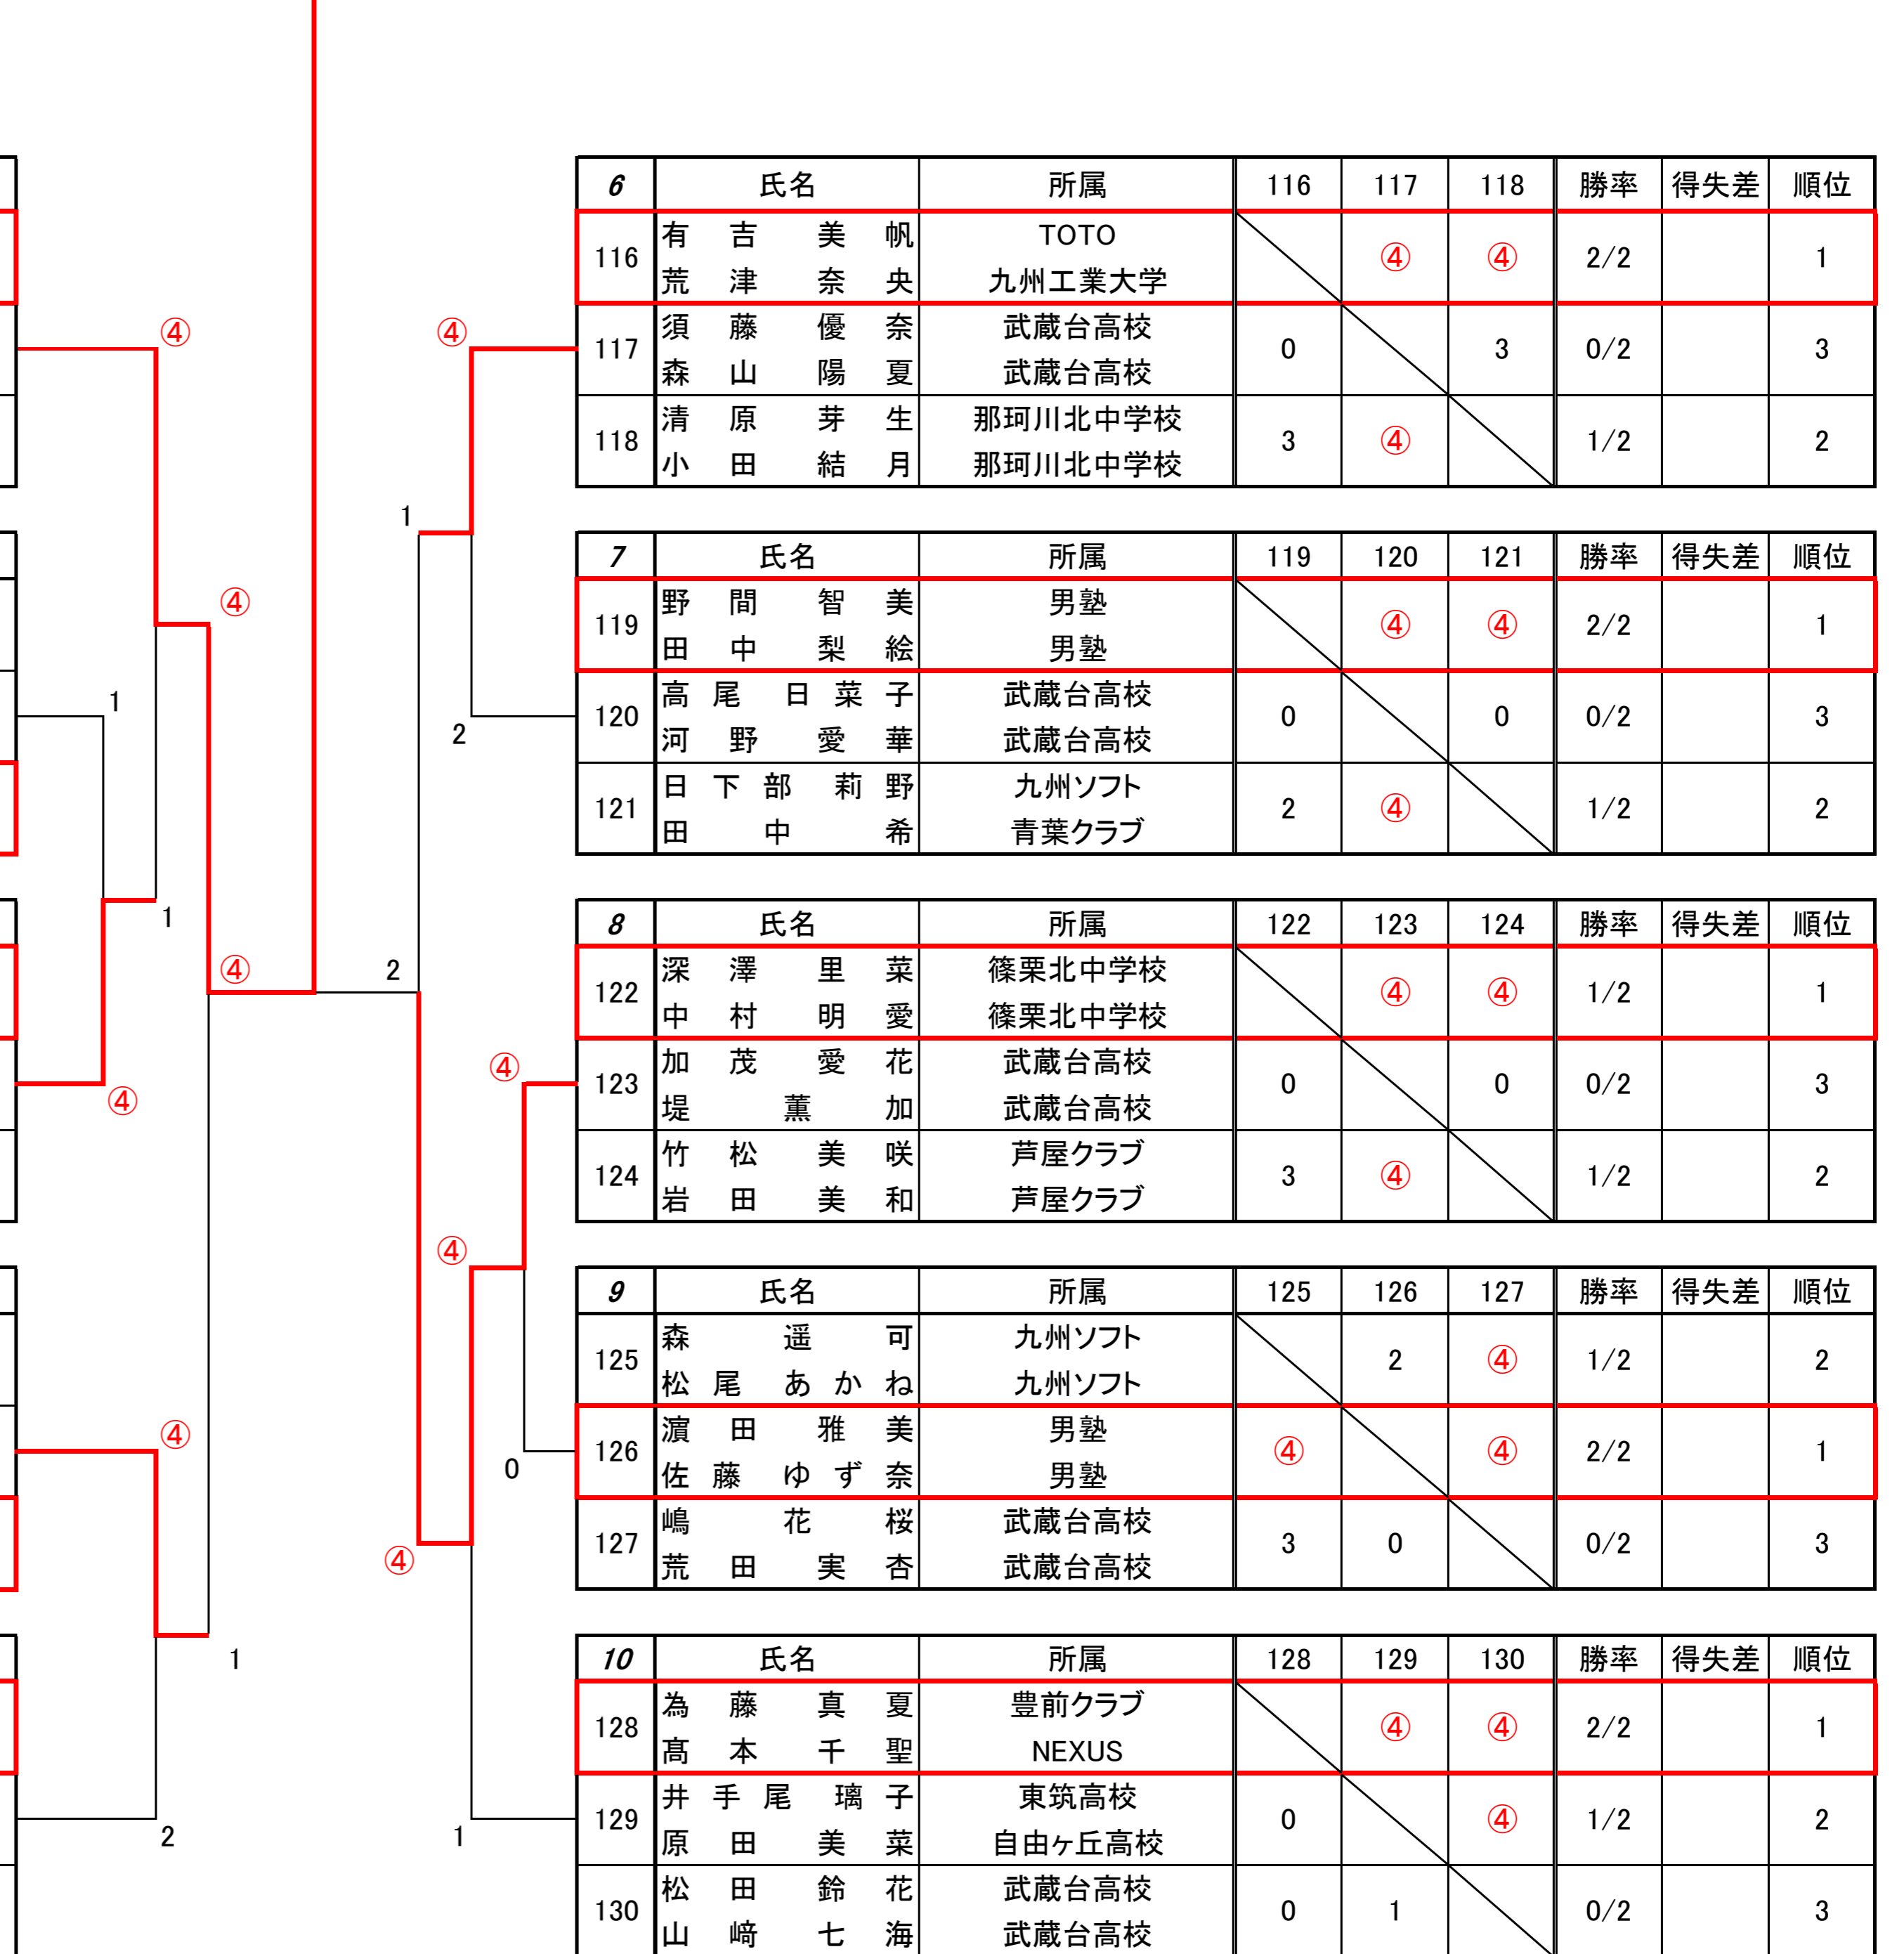 6 氏名 所属 116 117 118 勝率 得失差 順位
116 有吉 美帆 TOTO ④ ④ 2/2 1
荒津 奈央 九州工業大学
117 須藤 優奈 武蔵台高校 0 3 0/2 3
森山 陽夏 武蔵台高校
118 清原 芽生 那珂川北中学校 3 ④ 1/2 2
小田 結月 那珂川北中学校
7 氏名 所属 119 120 121 勝率 得失差 順位
119 野間 智美 男塾 ④ ④ 2/2 1
田中 梨絵 男塾
120 高尾 日菜子 武蔵台高校 0 0 0/2 3
河野 愛華 武蔵台高校
121 日下部 莉野 九州ソフト 2 ④ 1/2 2
田中 希 青葉クラブ
8 氏名 所属 122 123 124 勝率 得失差 順位
122 深澤 里菜 篠栗北中学校 ④ ④ 1/2 1
中村 明愛 篠栗北中学校
123 加茂 愛花 武蔵台高校 0 0 0/2 3
堤 薫加 武蔵台高校
124 竹松 美咲 芦屋クラブ 3 ④ 1/2 2
岩田 美和 芦屋クラブ
9 氏名 所属 125 126 127 勝率 得失差 順位
125 森 遥可 九州ソフト 2 ④ 1/2 2
松尾 あかね 九州ソフト
126 濵田 雅美 男塾 ④ ④ 2/2 1
佐藤 ゆず奈 男塾
127 嶋 花桜 武蔵台高校 3 0 0/2 3
荒田 実杏 武蔵台高校
10 氏名 所属 128 129 130 勝率 得失差 順位
128 為藤 真夏 豊前クラブ ④ ④ 2/2 1
髙本 千聖 NEXUS
129 井手尾 璃子 東筑高校 0 ④ 1/2 2
原田 美菜 自由ヶ丘高校
130 松田 鈴花 武蔵台高校 0 1 0/2 3
山﨑 七海 武蔵台高校
④
④
1
④
1
2
1
④
2
④
④
④
④
④
0
④
1
2
1